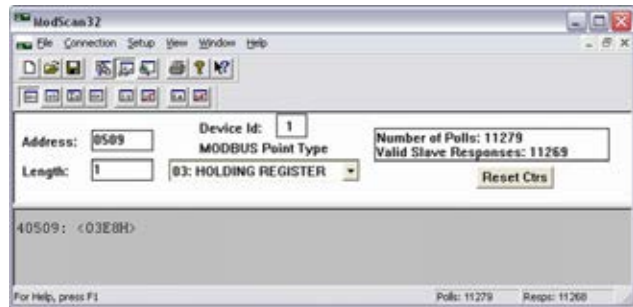 ModScan32
File Connection Setup View Window Help
Address: 0509
Device Id: 1
MODBUS Point Type
Length: 1
03: HOLDING REGISTER
Number of Polls: 11279
Valid Slave Responses: 11269
Reset Ctrs
40509: <03E8H>
For Help, press F1
Polls: 11279
Resps: 11268